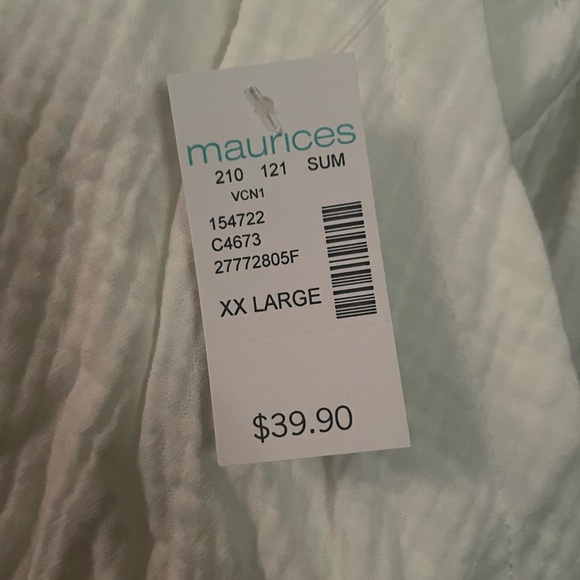 maurices
210 121 SUM
VCN1
154722
C4673
27772805F
XX LARGE
$39.90